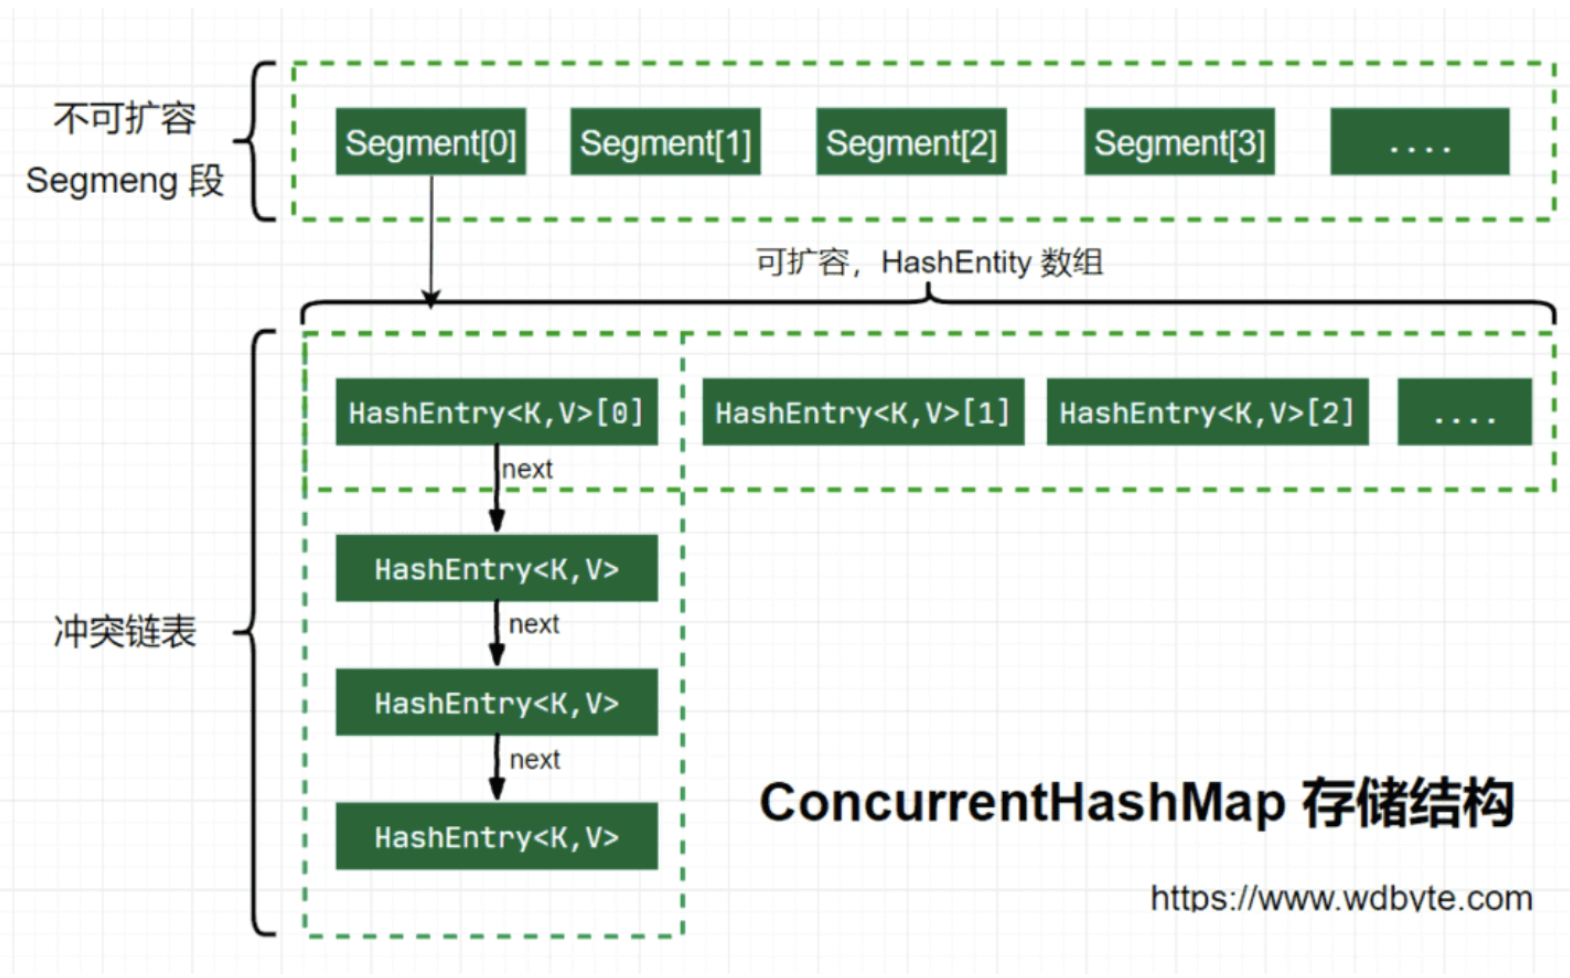 不可扩容
Segmeng 段
Segment[0]
Segment[1]
Segment[2]
Segment[3]
....
可扩容，HashEntity 数组
HashEntry<K,V>[0]
HashEntry<K,V>[1]
HashEntry<K,V>[2]
....
next
HashEntry<K,V>
next
冲突链表
HashEntry<K,V>
next
HashEntry<K,V>
ConcurrentHashMap 存储结构
https://www.wdbyte.com